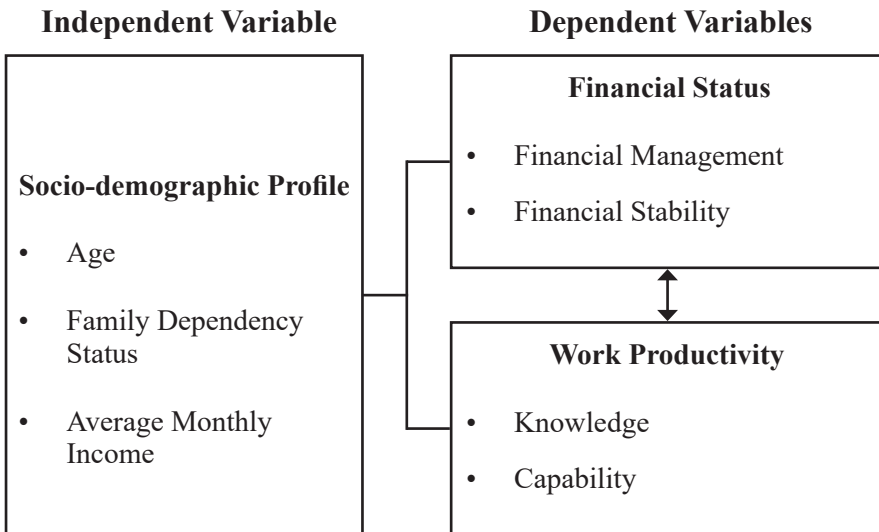 Independent Variable
Socio-demographic Profile
• Age
• Family Dependency
Status
• Average Monthly
Income
Dependent Variables
Financial Status
• Financial Management
• Financial Stability
Work Productivity
• Knowledge
• Capability